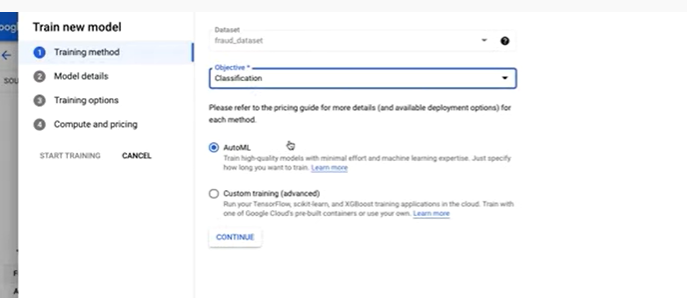 Train new model
1 Training method
2 Model details
3 Training options
4 Compute and pricing
START TRAINING CANCEL
Dataset
fraud_dataset
Objective *
Classification
Please refer to the pricing guide for more details (and available deployment options) for
each method.
AutoML
Train high-quality models with minimal effort and machine learning expertise. Just specify
how long you want to train. Learn more
Custom training (advanced)
Run your TensorFlow, scikit-learn, and XGBoost training applications in the cloud. Train with
one of Google Cloud's pre-built containers or use your own. Learn more
CONTINUE